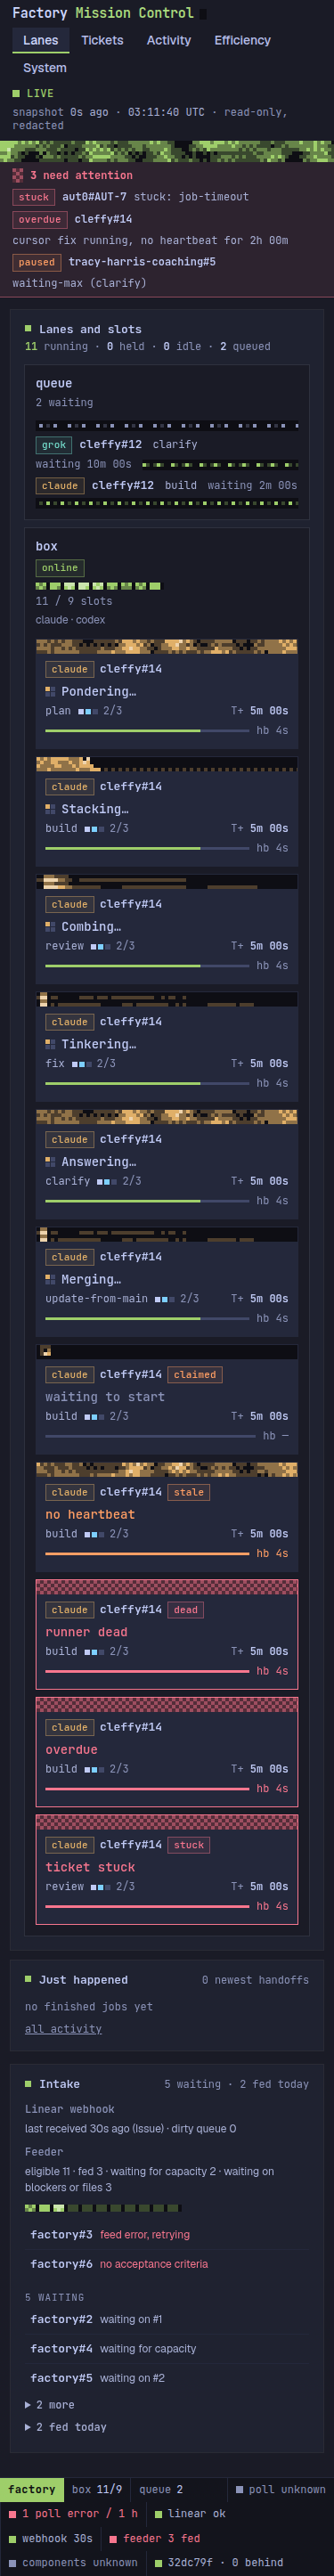 Factory Mission Control
Lanes Tickets Activity Efficiency
System
LIVE
snapshot 0s ago · 03:11:40 UTC · read-only,
redacted
3 need attention
stuck aut0#AUT-7 stuck: job-timeout
overdue cleffy#14
cursor fix running, no heartbeat for 2h 00m
paused tracy-harris-coaching#5
waiting-max (clarify)
Lanes and slots
11 running · 0 held · 0 idle · 2 queued
queue
2 waiting
grok cleffy#12 clarify
waiting 10m 00s
claude cleffy#12 build waiting 2m 00s
box
online
11 / 9 slots
claude · codex
claude cleffy#14
Pondering…
plan 2/3 T+ 5m 00s
hb 4s
claude cleffy#14
Stacking…
build 2/3 T+ 5m 00s
hb 4s
claude cleffy#14
Combing…
review 2/3 T+ 5m 00s
hb 4s
claude cleffy#14
Tinkering…
fix 2/3 T+ 5m 00s
hb 4s
claude cleffy#14
Answering…
clarify 2/3 T+ 5m 00s
hb 4s
claude cleffy#14
Merging…
update-from-main 2/3 T+ 5m 00s
hb 4s
claude cleffy#14 claimed
waiting to start
build 2/3 T+ 5m 00s
hb —
claude cleffy#14 stale
no heartbeat
build 2/3 T+ 5m 00s
hb 4s
claude cleffy#14 dead
runner dead
build 2/3 T+ 5m 00s
hb 4s
claude cleffy#14
overdue
build 2/3 T+ 5m 00s
hb 4s
claude cleffy#14 stuck
ticket stuck
review 2/3 T+ 5m 00s
hb 4s
Just happened 0 newest handoffs
no finished jobs yet
all activity
Intake 5 waiting · 2 fed today
Linear webhook
last received 30s ago (Issue) · dirty queue 0
Feeder
eligible 11 · fed 3 · waiting for capacity 2 · waiting on
blockers or files 3
factory#3 feed error, retrying
factory#6 no acceptance criteria
5 WAITING
factory#2 waiting on #1
factory#4 waiting for capacity
factory#5 waiting on #2
▶ 2 more
▶ 2 fed today
factory box 11/9 queue 2 poll unknown
1 poll error / 1 h linear ok
webhook 30s feeder 3 fed
components unknown 32dc79f · 0 behind